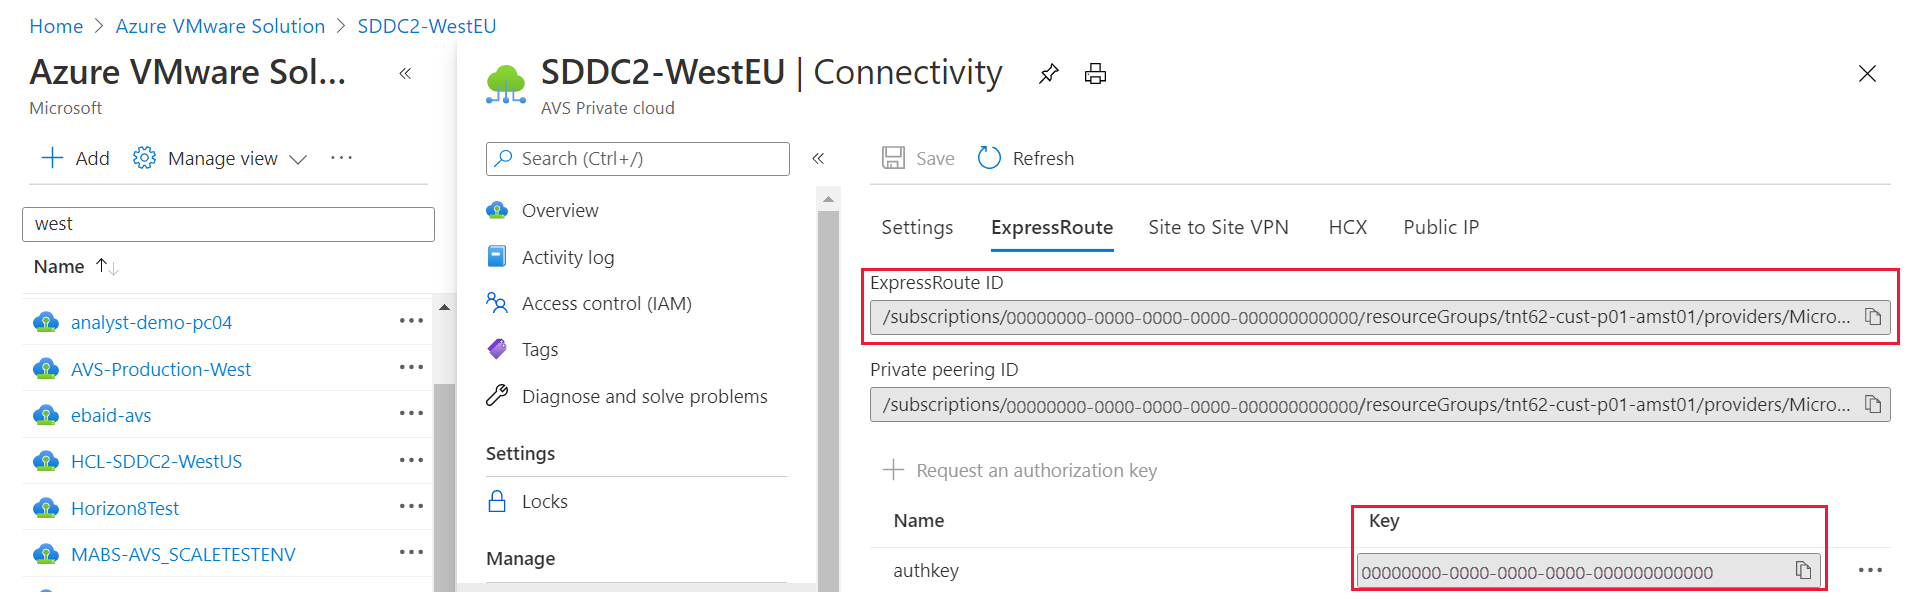 Home > Azure VMware Solution > SDDC2-WestEU
Azure VMware Sol...
Microsoft
Add
Manage view
west
Name
analyst-demo-pc04
AVS-Production-West
ebaid-avs
HCL-SDDC2-WestUS
Horizon8Test
MABS-AVS_SCALETESTENV
SDDC2-WestEU | Connectivity
AVS Private cloud
Search (Ctrl+/)
Overview
Activity log
Access control (IAM)
Tags
Diagnose and solve problems
Settings
Locks
Manage
Save
Refresh
Settings ExpressRoute Site to Site VPN HCX Public IP
ExpressRoute ID
/subscriptions/00000000-0000-0000-0000-000000000000/resourceGroups/tnt62-cust-p01-amst01/providers/Micro...
Private peering ID
/subscriptions/00000000-0000-0000-0000-000000000000/resourceGroups/tnt62-cust-p01-amst01/providers/Micro...
Request an authorization key
Name Key
authkey 00000000-0000-0000-0000-000000000000